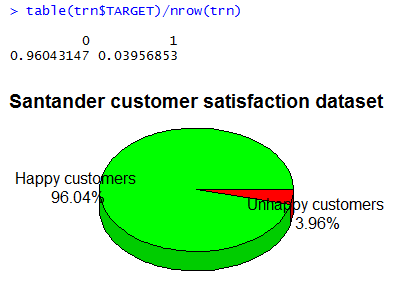 > table(trn$TARGET)/nrow(trn)
0 1
0.96043147 0.03956853
Santander customer satisfaction dataset
Happy customers
96.04%
Unhappy customers
3.96%